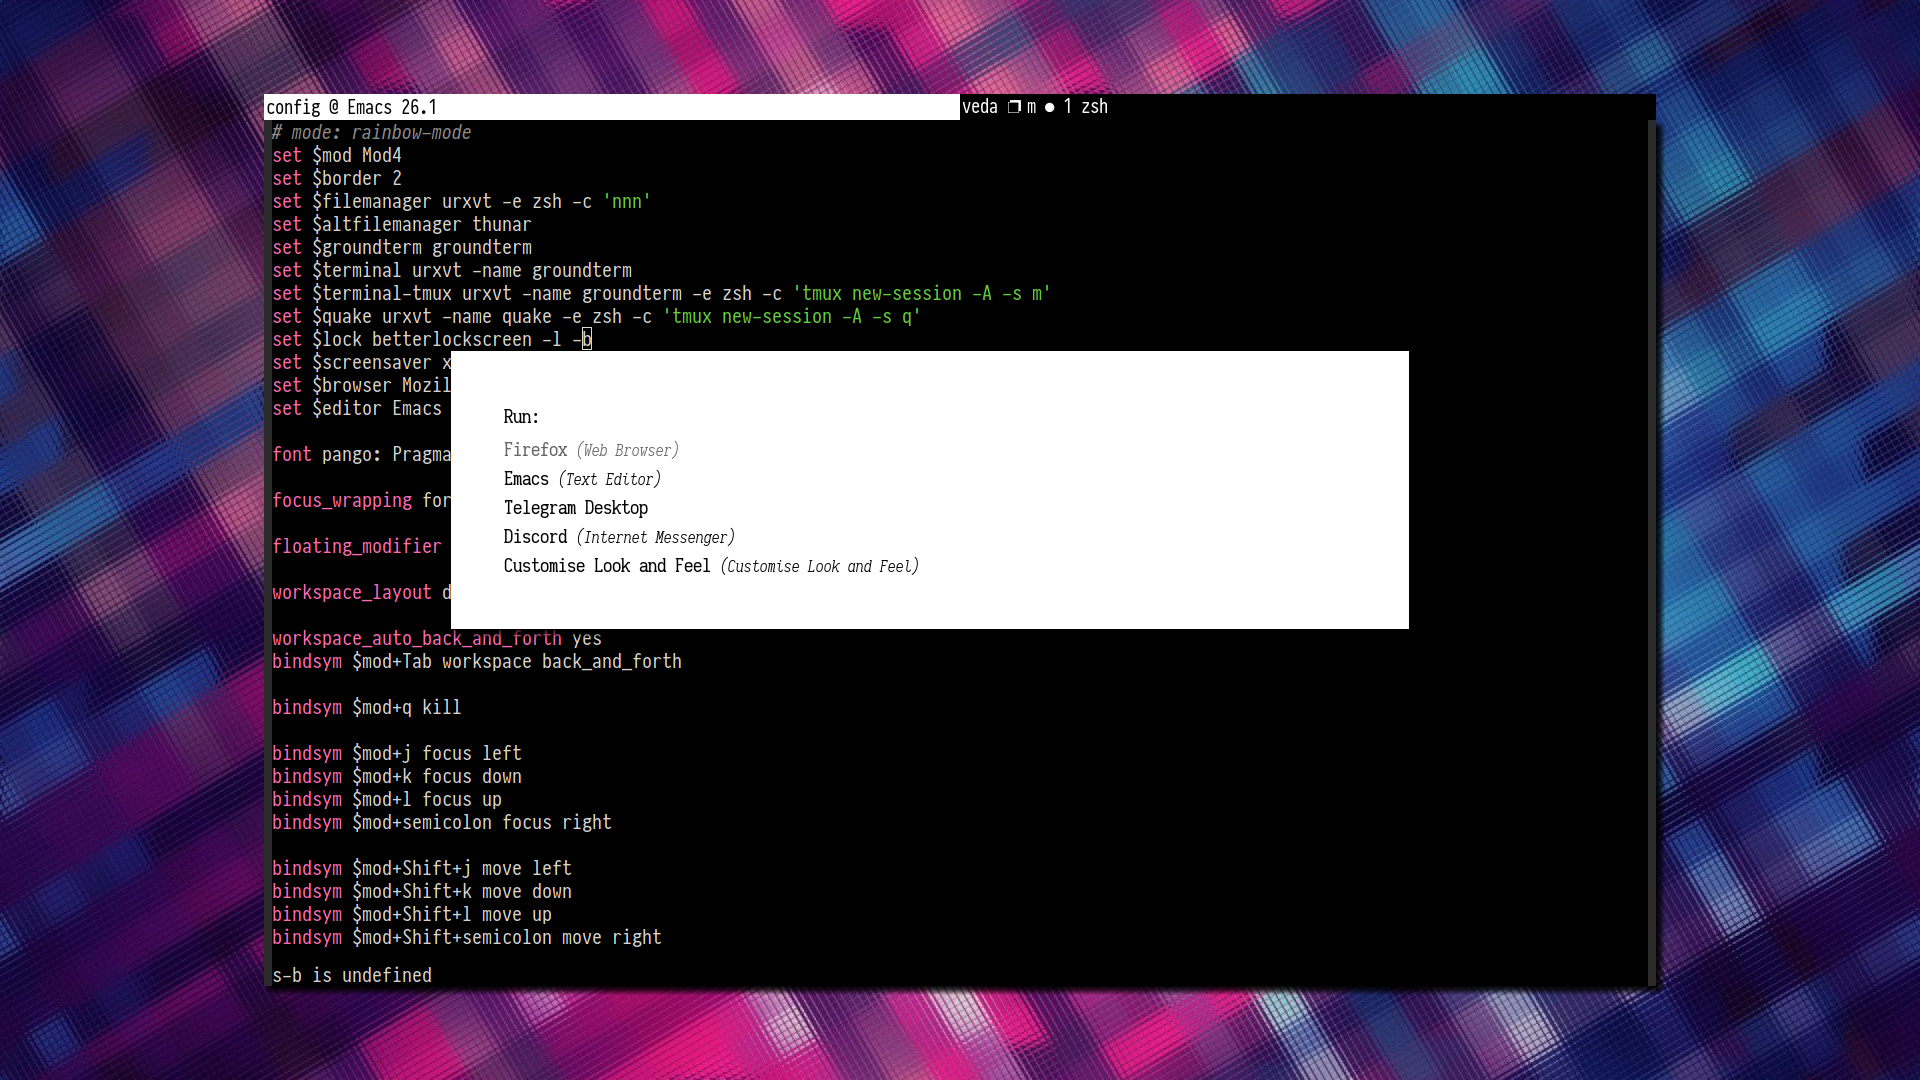 config @ Emacs 26.1
veda m ● 1 zsh
# mode: rainbow-mode
set $mod Mod4
set $border 2
set $filemanager urxvt -e zsh -c 'nnn'
set $altfilemanager thunar
set $groundterm groundterm
set $terminal urxvt -name groundterm
set $terminal-tmux urxvt -name groundterm -e zsh -c 'tmux new-session -A -s m'
set $quake urxvt -name quake -e zsh -c 'tmux new-session -A -s q'
set $lock betterlockscreen -l -b
set $screensaver x
set $browser Mozil
set $editor Emacs
font pango: Pragma
focus_wrapping for
floating_modifier
workspace_layout d
Run:
Firefox (Web Browser)
Emacs (Text Editor)
Telegram Desktop
Discord (Internet Messenger)
Customise Look and Feel (Customise Look and Feel)
workspace_auto_back_and_forth yes
bindsym $mod+Tab workspace back_and_forth
bindsym $mod+q kill
bindsym $mod+j focus left
bindsym $mod+k focus down
bindsym $mod+l focus up
bindsym $mod+semicolon focus right
bindsym $mod+Shift+j move left
bindsym $mod+Shift+k move down
bindsym $mod+Shift+l move up
bindsym $mod+Shift+semicolon move right
s-b is undefined